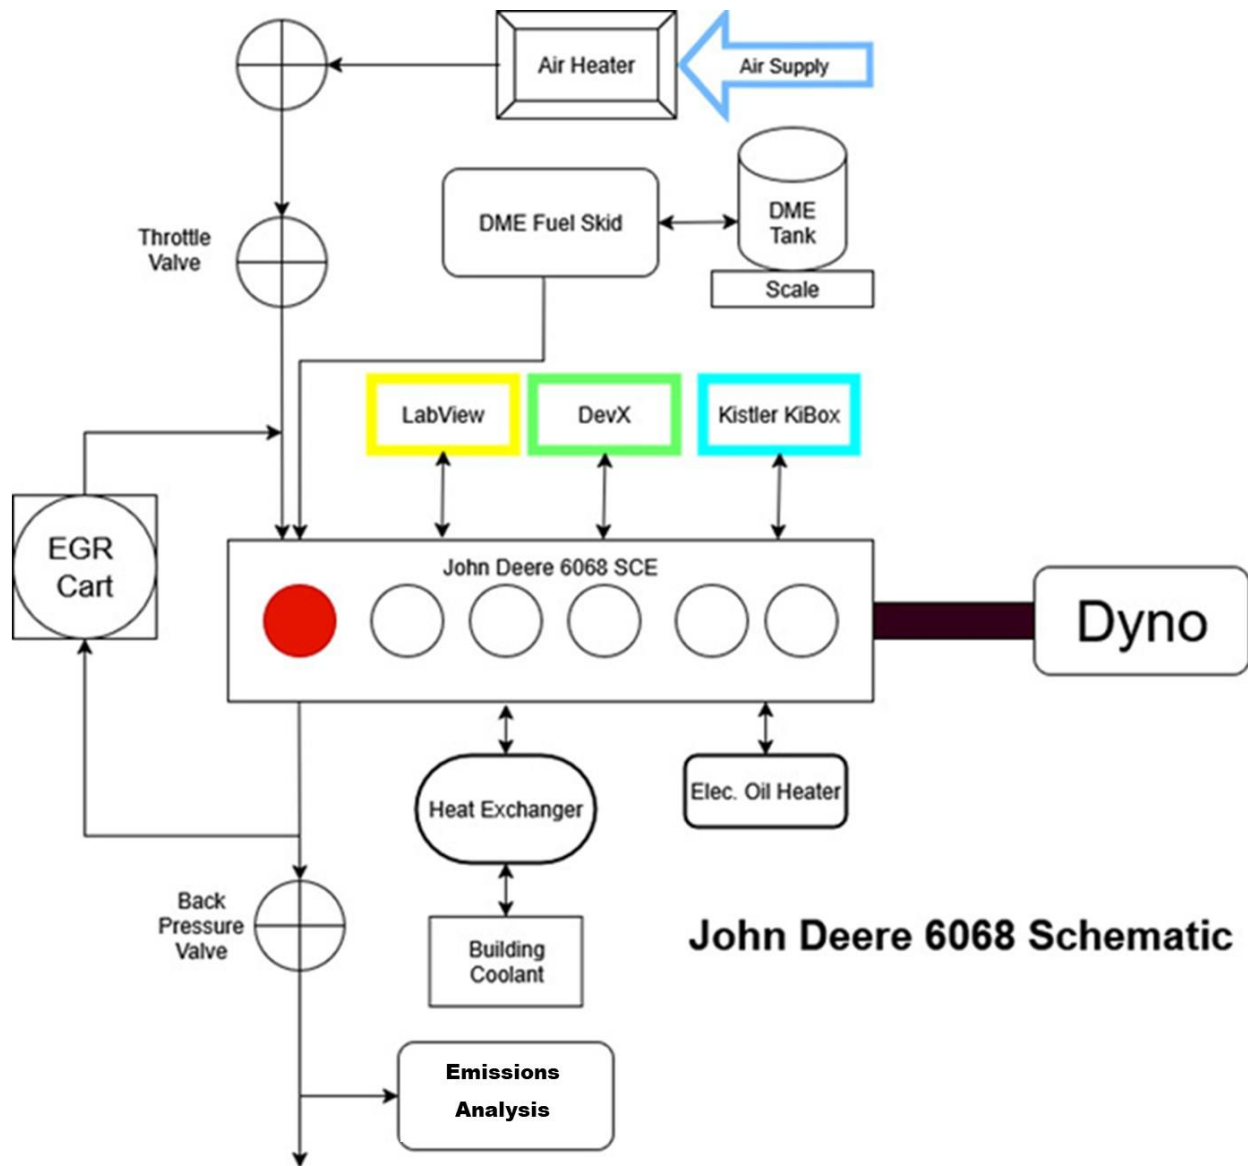 Air Heater
Air Supply
DME Fuel Skid
DME
Tank
Scale
Throttle
Valve
LabView
DevX
Kistler KiBox
EGR
Cart
John Deere 6068 SCE
Dyno
Heat Exchanger
Elec. Oil Heater
Back
Pressure
Valve
Building
Coolant
John Deere 6068 Schematic
Emissions
Analysis